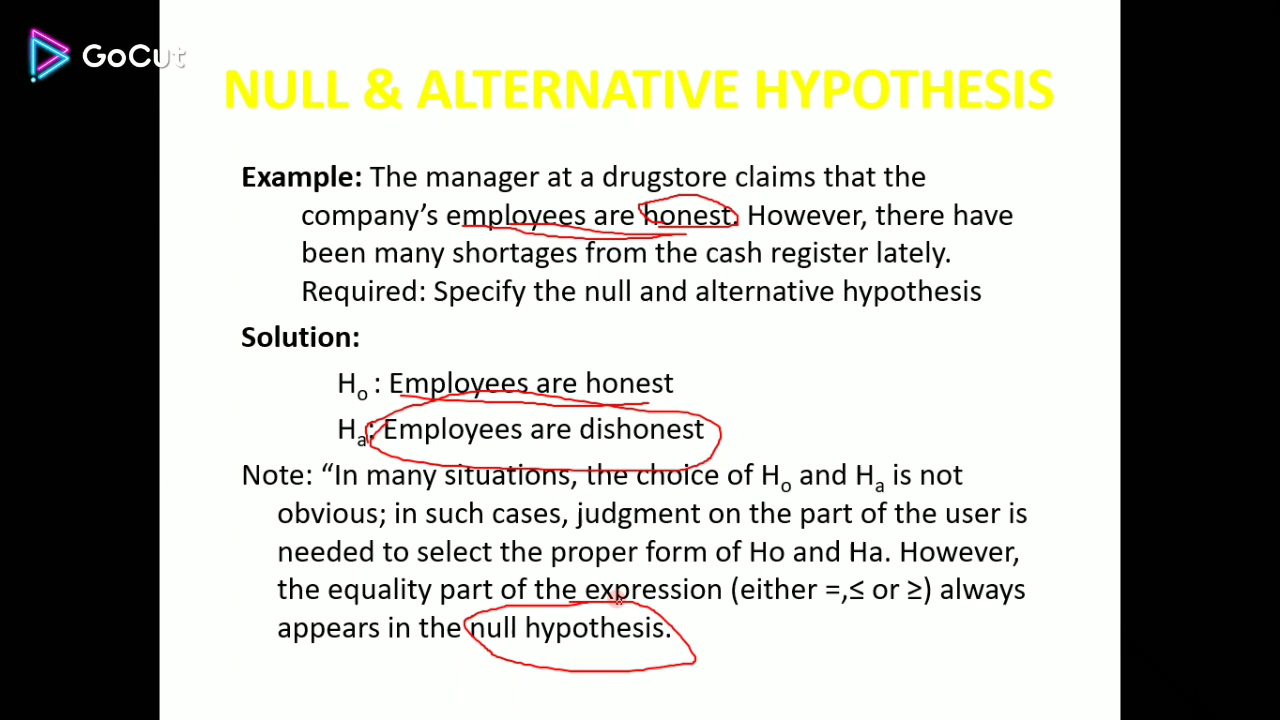 GoCut
NULL & ALTERNATIVE HYPOTHESIS
Example: The manager at a drugstore claims that the
company’s employees are honest. However, there have
been many shortages from the cash register lately.
Required: Specify the null and alternative hypothesis
Solution:
Ho : Employees are honest
Ha: Employees are dishonest
Note: “In many situations, the choice of Ho and Ha is not
obvious; in such cases, judgment on the part of the user is
needed to select the proper form of Ho and Ha. However,
the equality part of the expression (either =,≤ or ≥) always
appears in the null hypothesis.